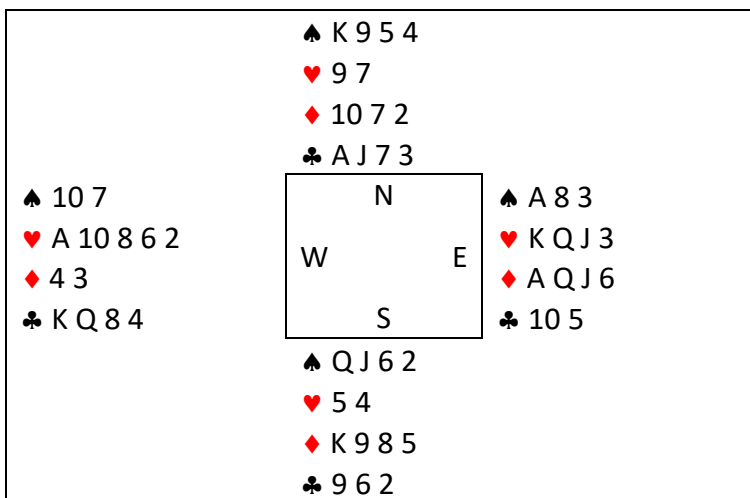 ♠ K 9 5 4
♥ 9 7
♦ 10 7 2
♣ A J 7 3
♠ 10 7
♥ A 10 8 6 2
♦ 4 3
♣ K Q 8 4
N
W E
S
♠ A 8 3
♥ K Q J 3
♦ A Q J 6
♣ 10 5
♠ Q J 6 2
♥ 5 4
♦ K 9 8 5
♣ 9 6 2